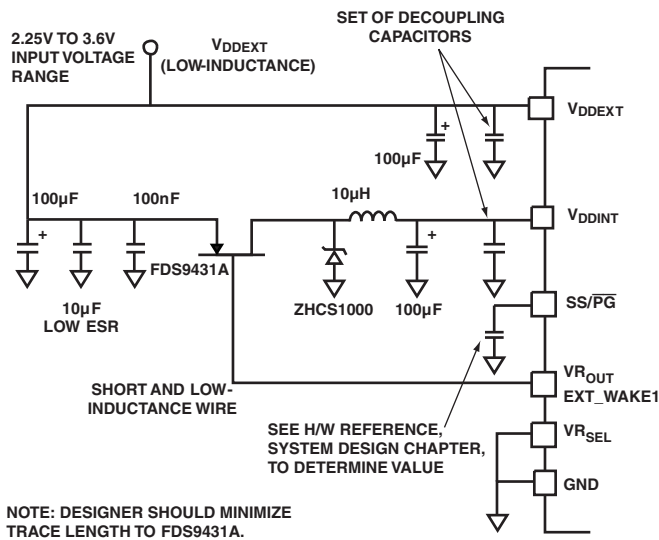 SET OF DECOUPLING
CAPACITORS
2.25V TO 3.6V
INPUT VOLTAGE
RANGE
VDDEXT
(LOW-INDUCTANCE)
VDDEXT
+
100µF
100µF
100nF
10µH
VDDINT
+
+
FDS9431A
10µF
LOW ESR
ZHCS1000
100µF
SS/PG
SHORT AND LOW-
INDUCTANCE WIRE
VROUT
EXT_WAKE1
SEE H/W REFERENCE,
SYSTEM DESIGN CHAPTER,
TO DETERMINE VALUE
VRSEL
GND
NOTE: DESIGNER SHOULD MINIMIZE
TRACE LENGTH TO FDS9431A.